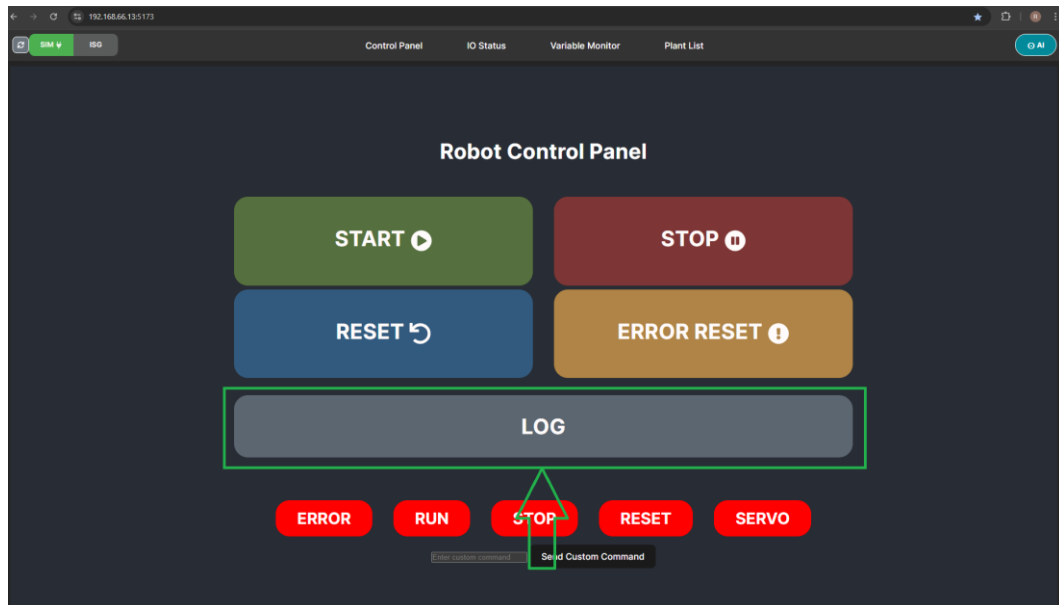 192.168.66.13:5173
SIM ISG Control Panel IO Status Variable Monitor Plant List AI
Robot Control Panel
START STOP
RESET ERROR RESET
LOG
ERROR RUN STOP RESET SERVO
Enter custom command Send Custom Command